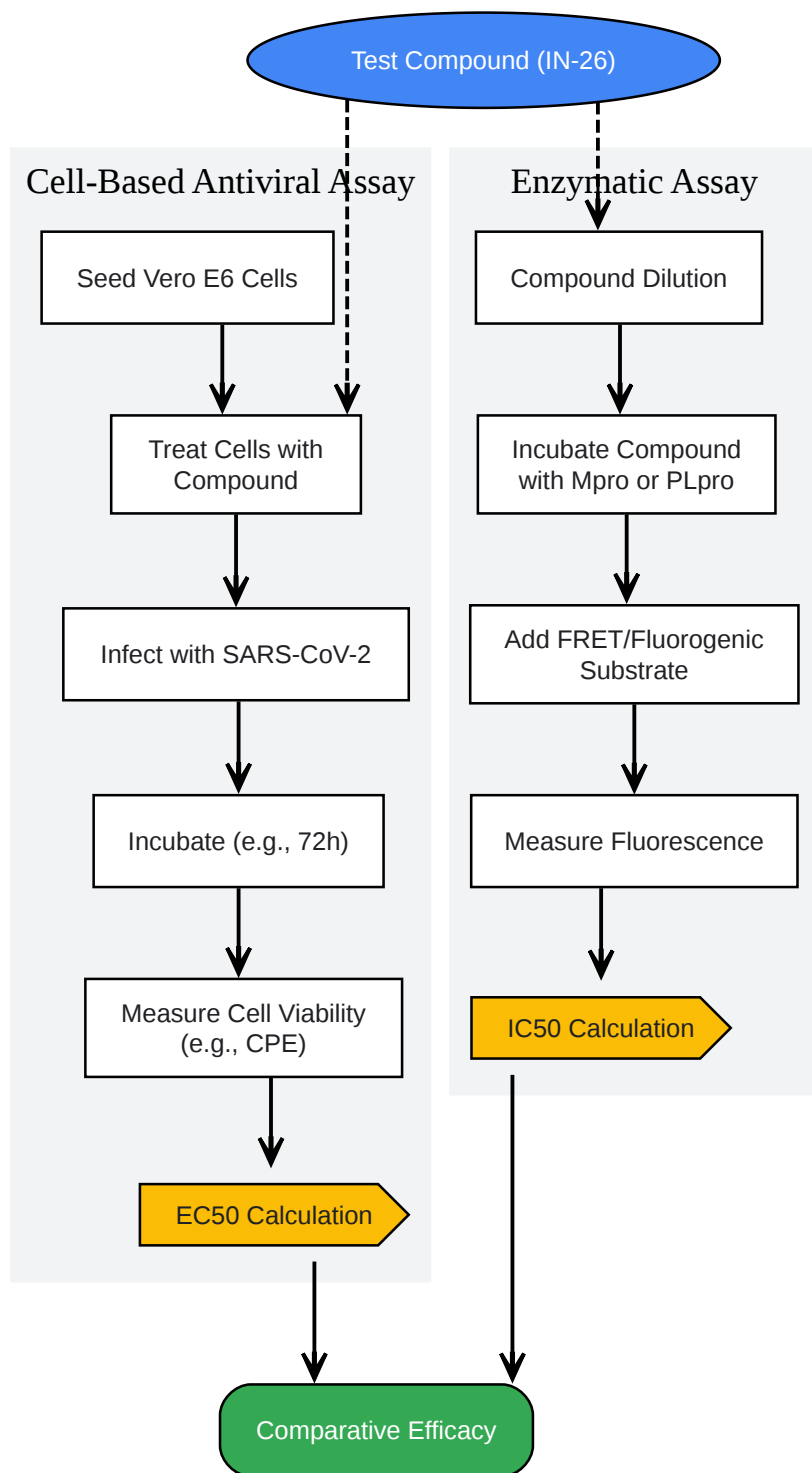 Test Compound (IN-26)
Cell-Based Antiviral Assay
Seed Vero E6 Cells
Treat Cells with
Compound
Infect with SARS-CoV-2
Incubate (e.g., 72h)
Measure Cell Viability
(e.g., CPE)
EC50 Calculation
Enzymatic Assay
Compound Dilution
Incubate Compound
with Mpro or PLpro
Add FRET/Fluorogenic
Substrate
Measure Fluorescence
IC50 Calculation
Comparative Efficacy